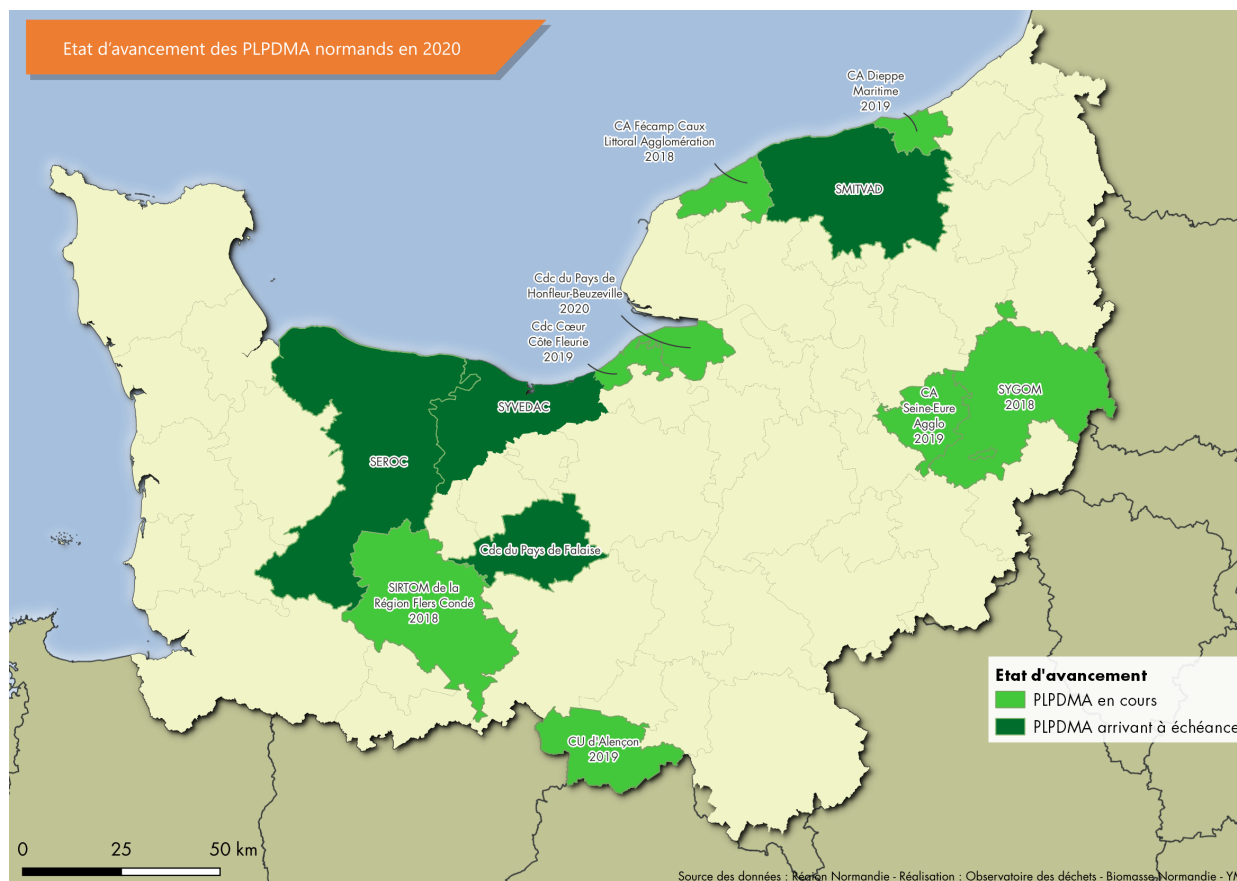 Etat d'avancement des PLPDMA normands en 2020
CA Dieppe
Maritime
2019
CA Fécamp Caux
Littoral Agglomération
2018
SMITVAD
Cdc du Pays de
Honfleur-Beuzeville
2020
Cdc Cœur
Côte Fleurie
2019
SYVEDAC
SEROC
CA
Seine-Eure
Agglo
2019
SYGOM
2018
Cdc du Pays de Falaise
SIRTOM de la
Région Flers Condé
2018
CU d'Alençon
2019
Etat d'avancement
PLPDMA en cours
PLPDMA arrivant à échéance
0 25 50 km
Source des données : Région Normandie - Réalisation : Observatoire des déchets - Biomasse Normandie - YM